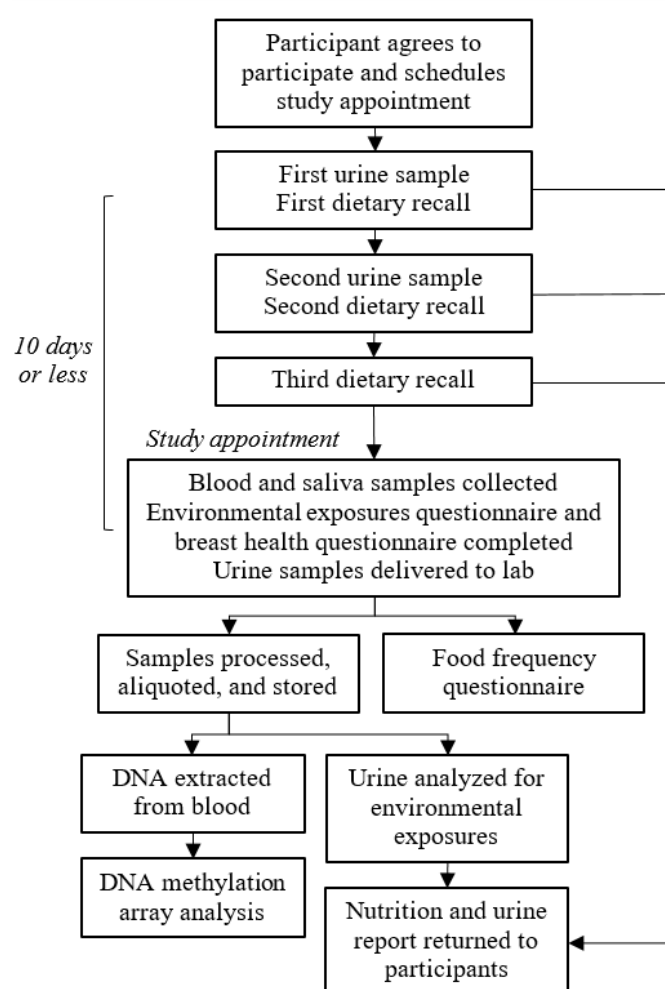 Participant agrees to
participate and schedules
study appointment
First urine sample
First dietary recall
Second urine sample
Second dietary recall
10 days
or less
Third dietary recall
Study appointment
Blood and saliva samples collected
Environmental exposures questionnaire and
breast health questionnaire completed
Urine samples delivered to lab
Samples processed,
aliquoted, and stored
Food frequency
questionnaire
DNA extracted
from blood
Urine analyzed for
environmental
exposures
DNA methylation
array analysis
Nutrition and urine
report returned to
participants